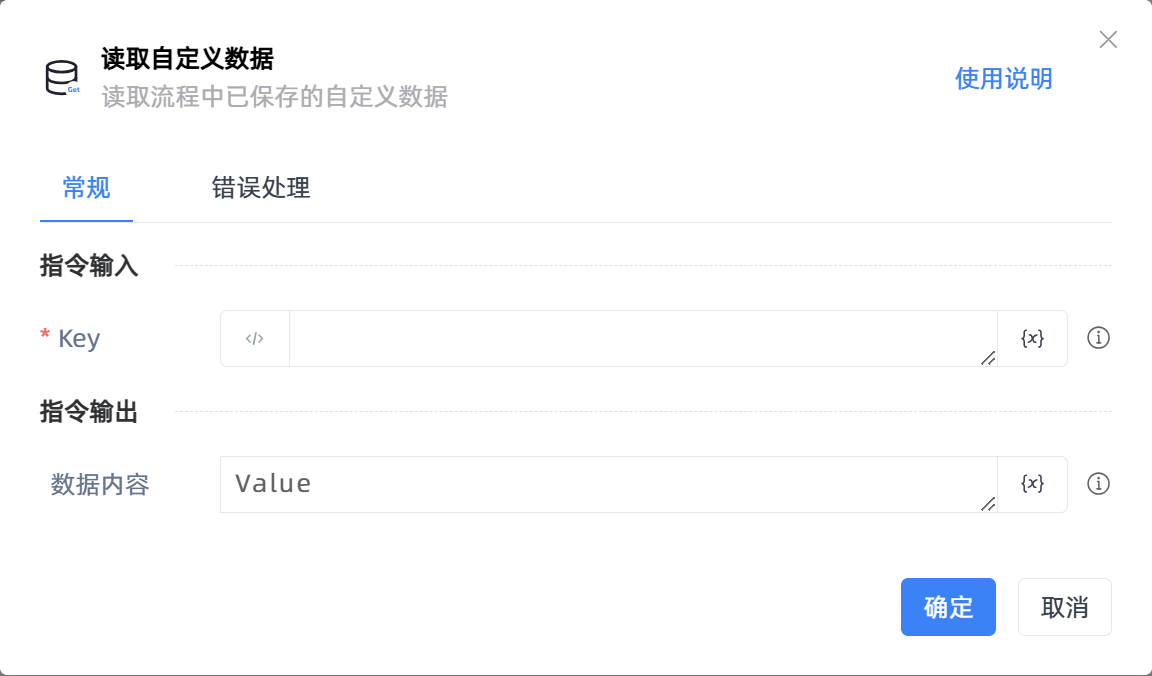 读取自定义数据
Get
读取流程中已保存的自定义数据
使用说明
常规 错误处理
指令输入
* Key </> {x}
指令输出
数据内容 Value {x}
确定 取消